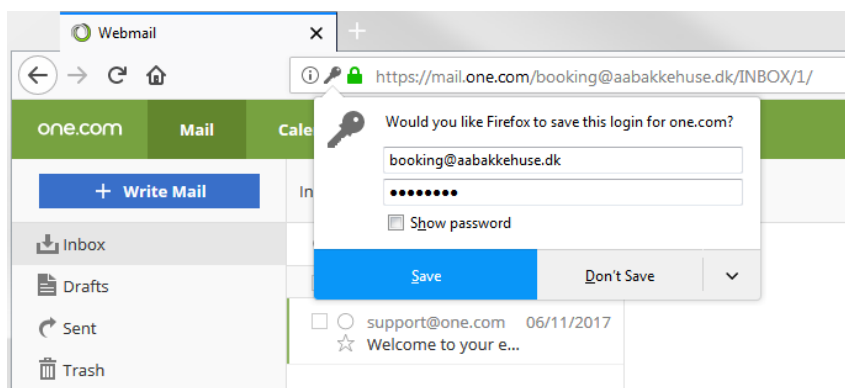 Webmail
https://mail.one.com/booking@aabakkehuse.dk/INBOX/1/
one.com Mail Cale
Would you like Firefox to save this login for one.com?
booking@aabakkehuse.dk
••••••••
Show password
Save Don't Save
+ Write Mail
In
Inbox
Drafts
Sent
Trash
support@one.com 06/11/2017
Welcome to your e...